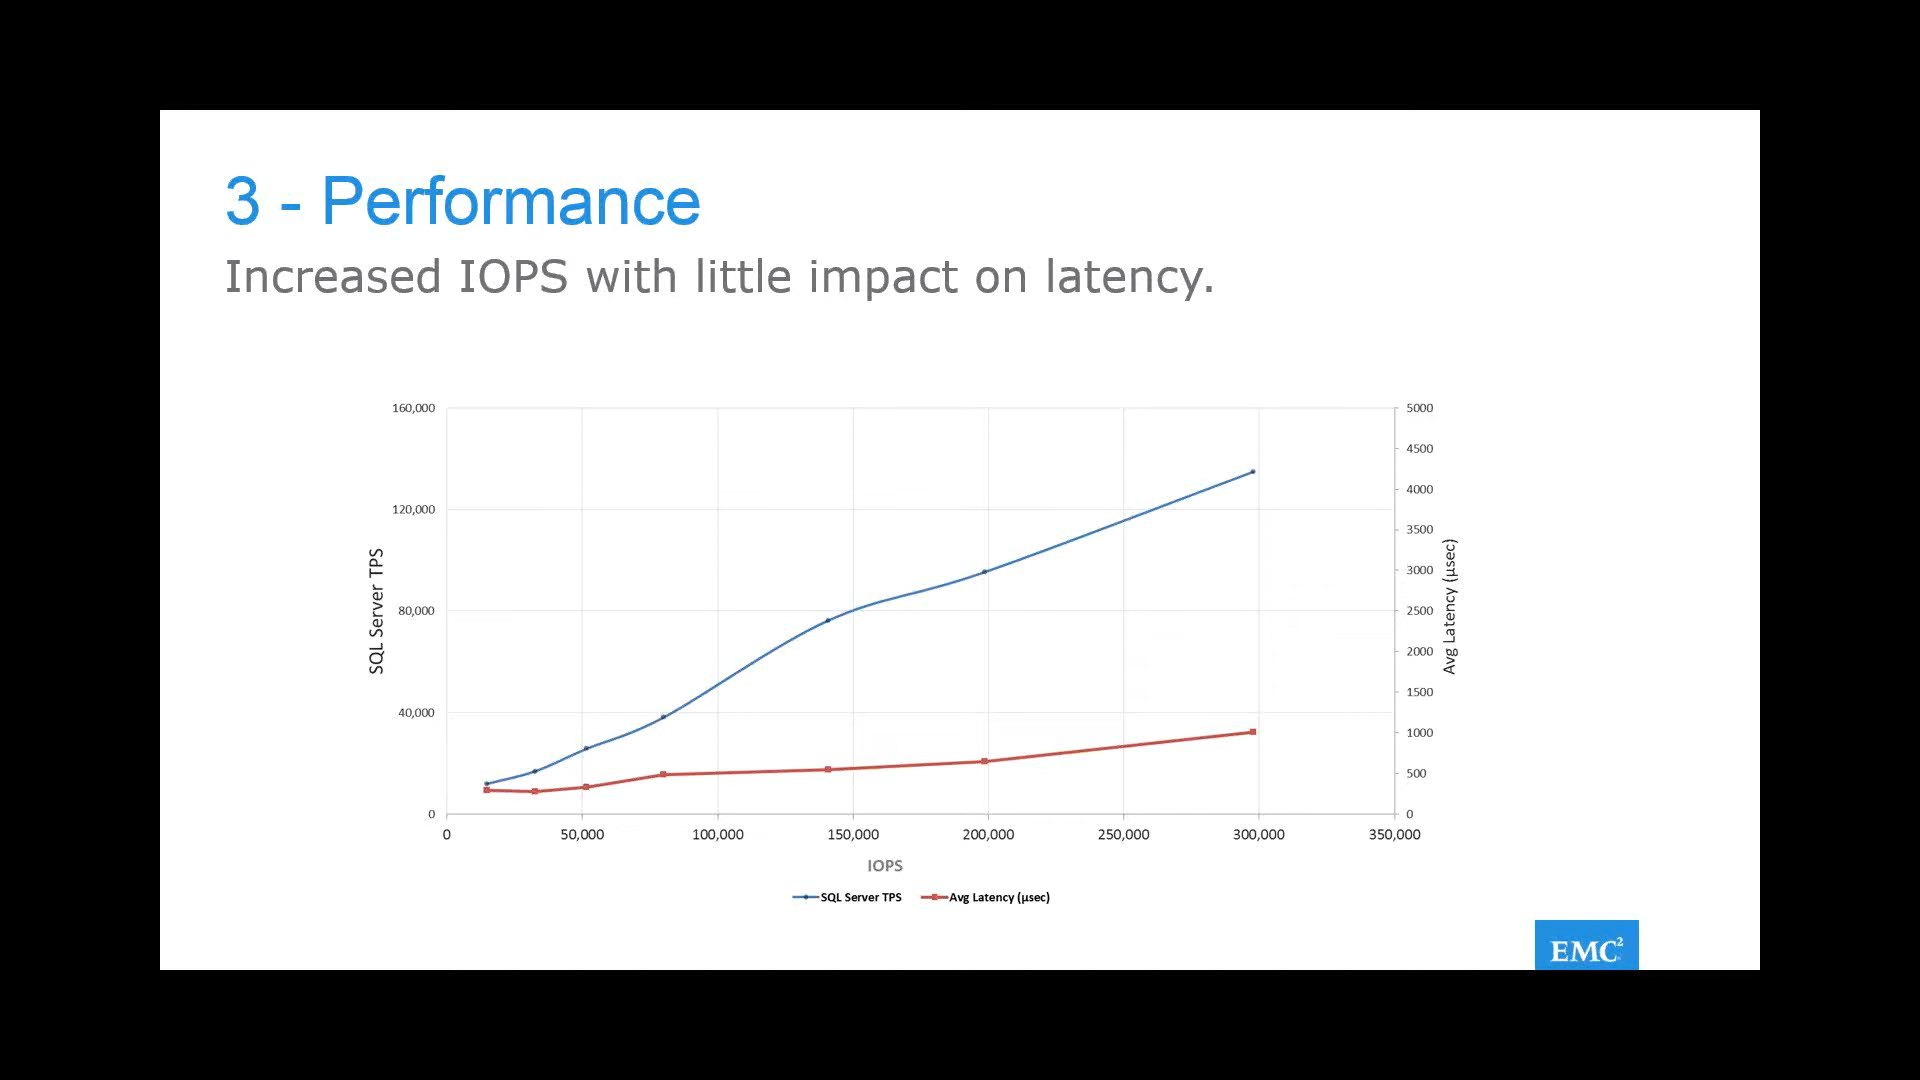 3 - Performance
Increased IOPS with little impact on latency.
160,000
120,000
80,000
40,000
0
SQL Server TPS
5000
4500
4000
3500
3000
2500
2000
1500
1000
500
0
Avg Latency (µsec)
0 50,000 100,000 150,000 200,000 250,000 300,000 350,000
IOPS
SQL Server TPS Avg Latency (µsec)
EMC²